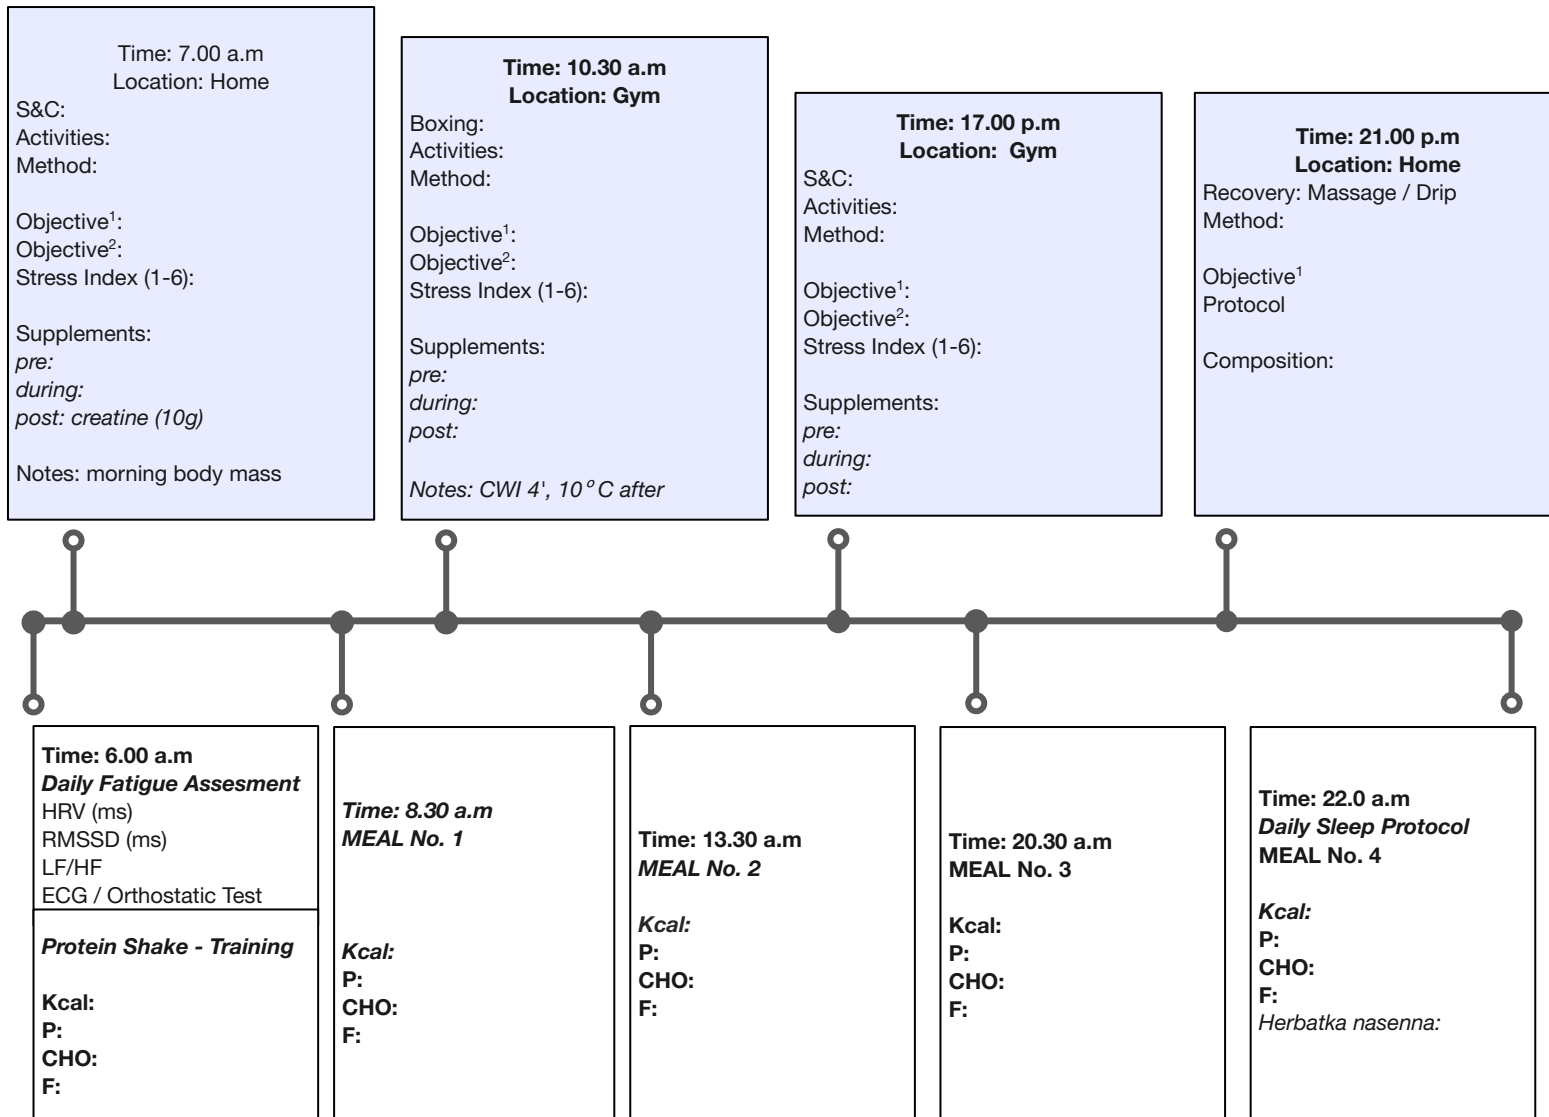 Time: 7.00 a.m
Location: Home
S&C:
Activities:
Method:
Objective¹:
Objective²:
Stress Index (1-6):
Supplements:
pre:
during:
post: creatine (10g)
Notes: morning body mass
Time: 10.30 a.m
Location: Gym
Boxing:
Activities:
Method:
Objective¹:
Objective²:
Stress Index (1-6):
Supplements:
pre:
during:
post:
Notes: CWI 4', 10° C after
Time: 17.00 p.m
Location: Gym
S&C:
Activities:
Method:
Objective¹:
Objective²:
Stress Index (1-6):
Supplements:
pre:
during:
post:
Time: 21.00 p.m
Location: Home
Recovery: Massage / Drip
Method:
Objective¹
Protocol
Composition:
Time: 6.00 a.m
Daily Fatigue Assesment
HRV (ms)
RMSSD (ms)
LF/HF
ECG / Orthostatic Test
Protein Shake - Training
Kcal:
P:
CHO:
F:
Time: 8.30 a.m
MEAL No. 1
Kcal:
P:
CHO:
F:
Time: 13.30 a.m
MEAL No. 2
Kcal:
P:
CHO:
F:
Time: 20.30 a.m
MEAL No. 3
Kcal:
P:
CHO:
F:
Time: 22.0 a.m
Daily Sleep Protocol
MEAL No. 4
Kcal:
P:
CHO:
F:
Herbatka nasenna: